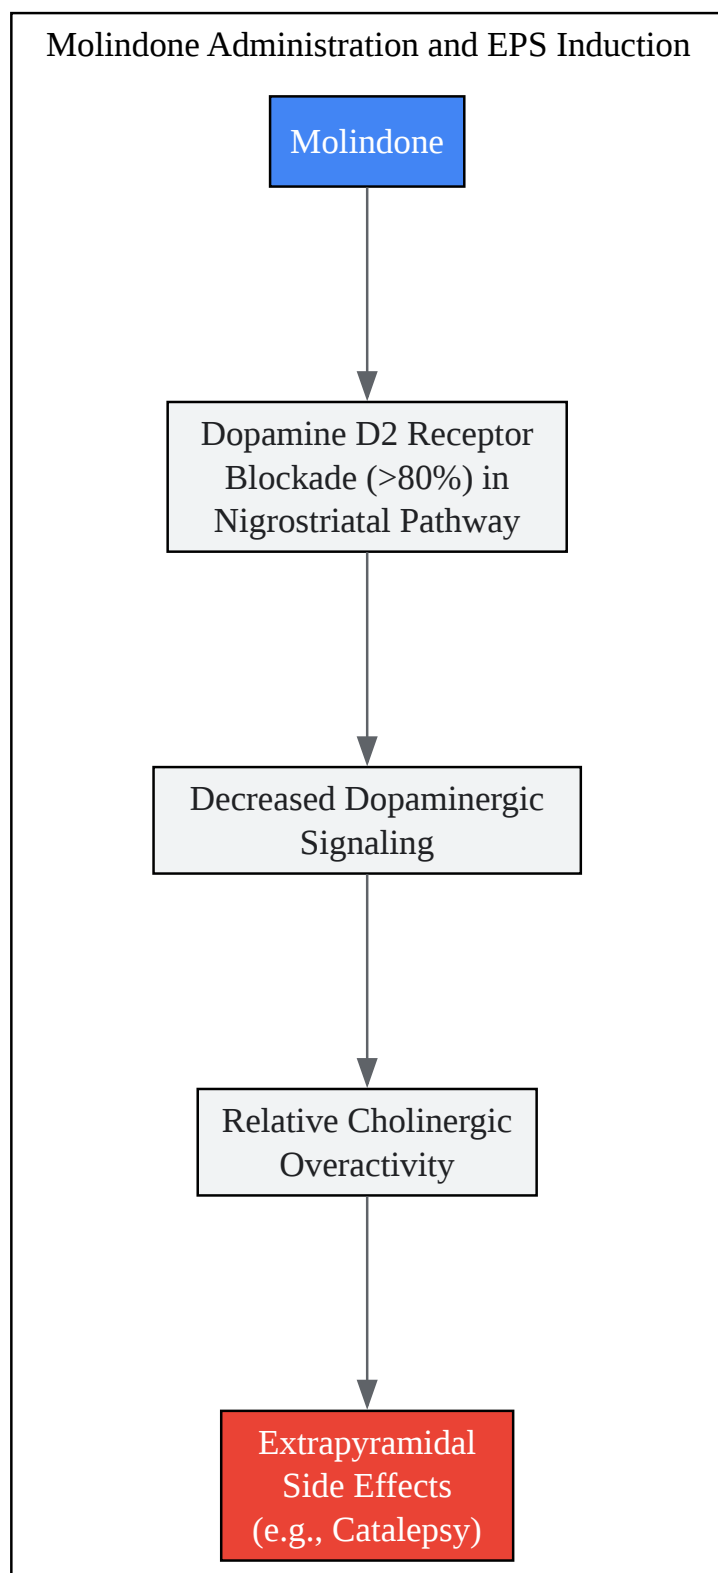 Molindone Administration and EPS Induction
Molindone
Dopamine D2 Receptor
Blockade (>80%) in
Nigrostriatal Pathway
Decreased Dopaminergic
Signaling
Relative Cholinergic
Overactivity
Extrapyramidal
Side Effects
(e.g., Catalepsy)